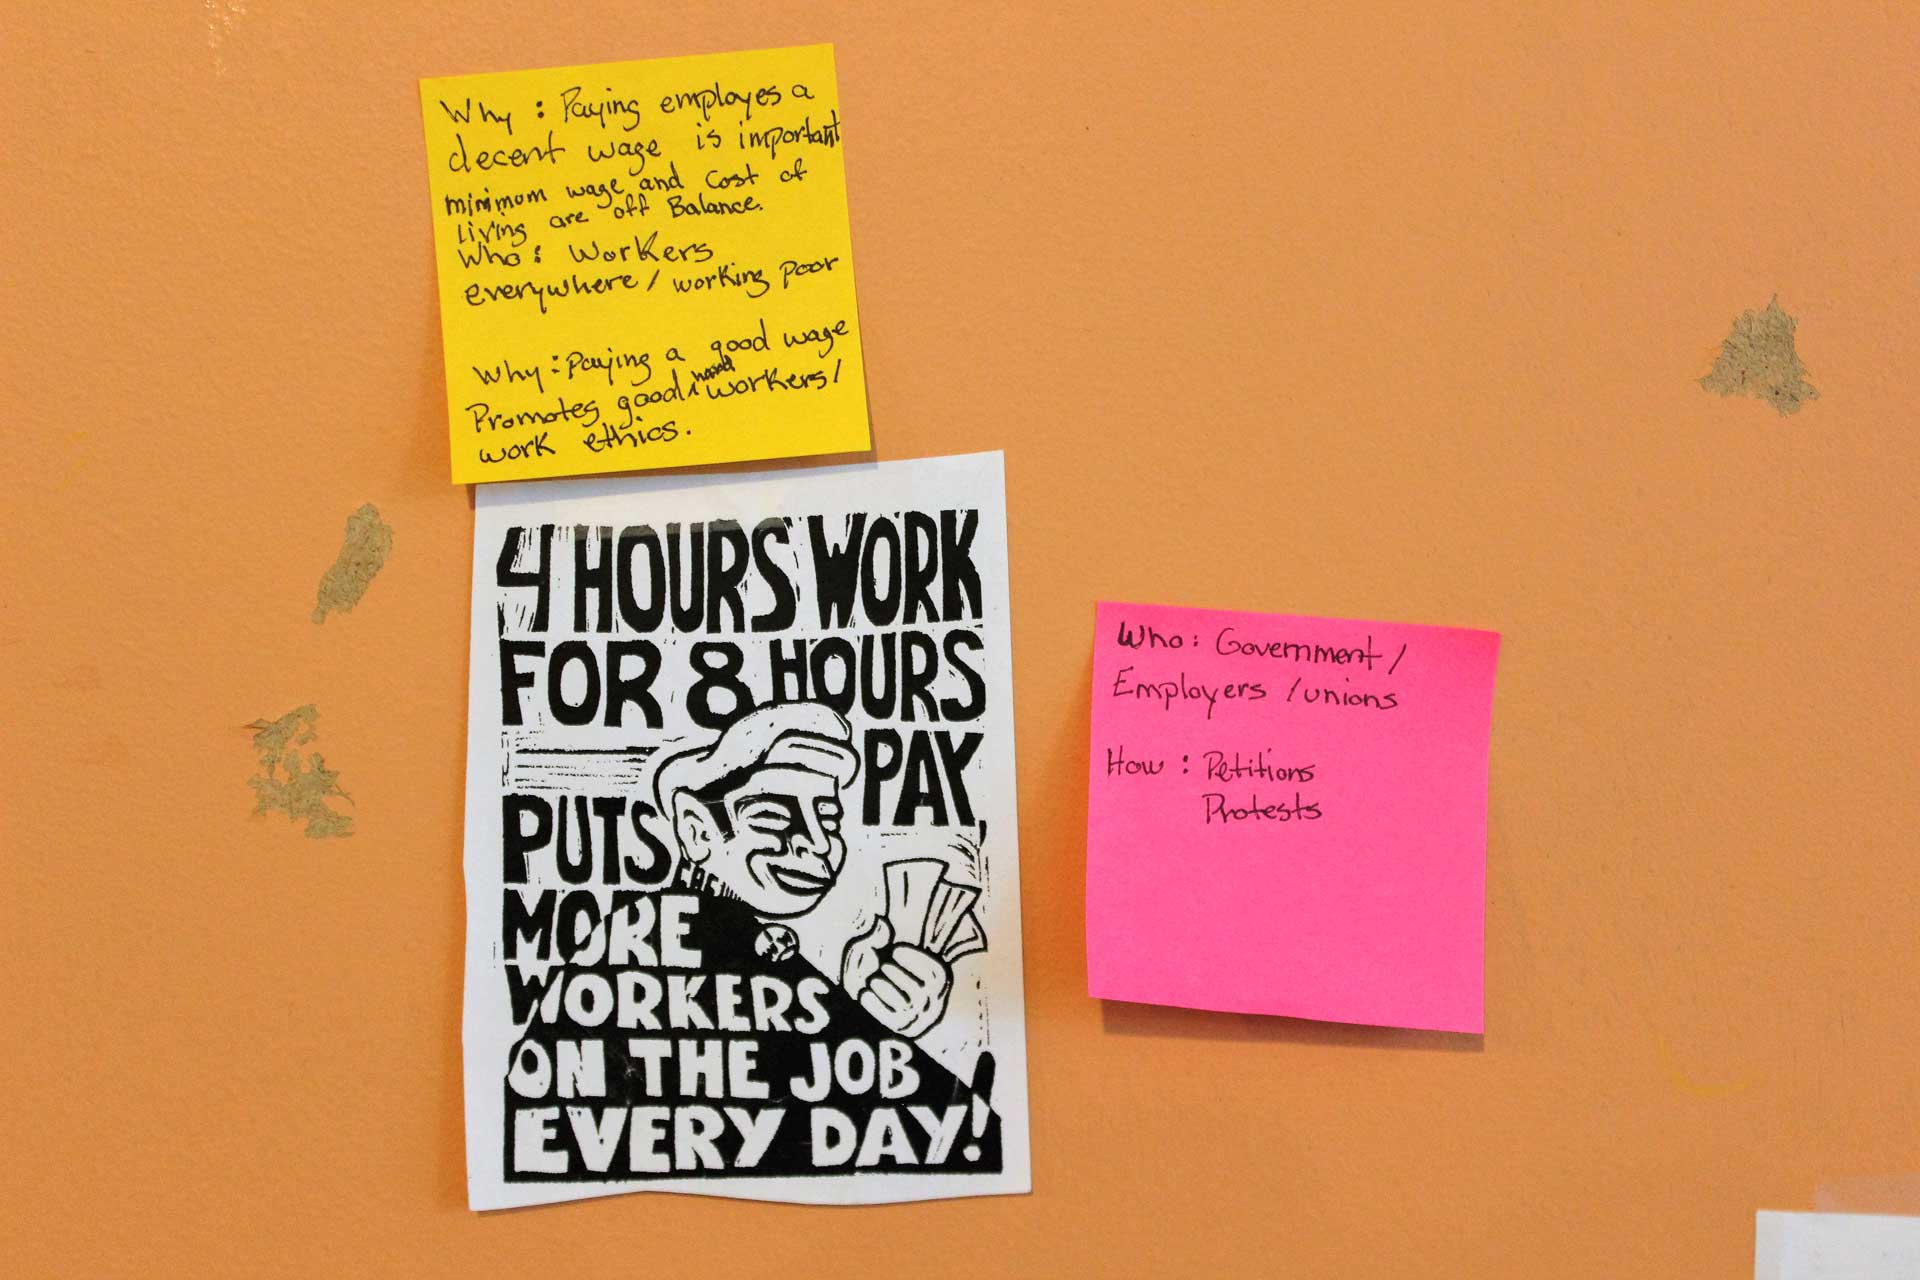 Why : Paying employes a
decent wage is important
minimum wage and cost of
living are off Balance.
Who : Workers
everywhere / working poor
Why : paying a good wage
Promotes good hard workers/
work ethics.
4 HOURS WORK
FOR 8 HOURS
PAY,
PUTS
MORE
WORKERS
ON THE JOB
EVERY DAY!
Who: Government /
Employers /unions
How : Petitions
Protests